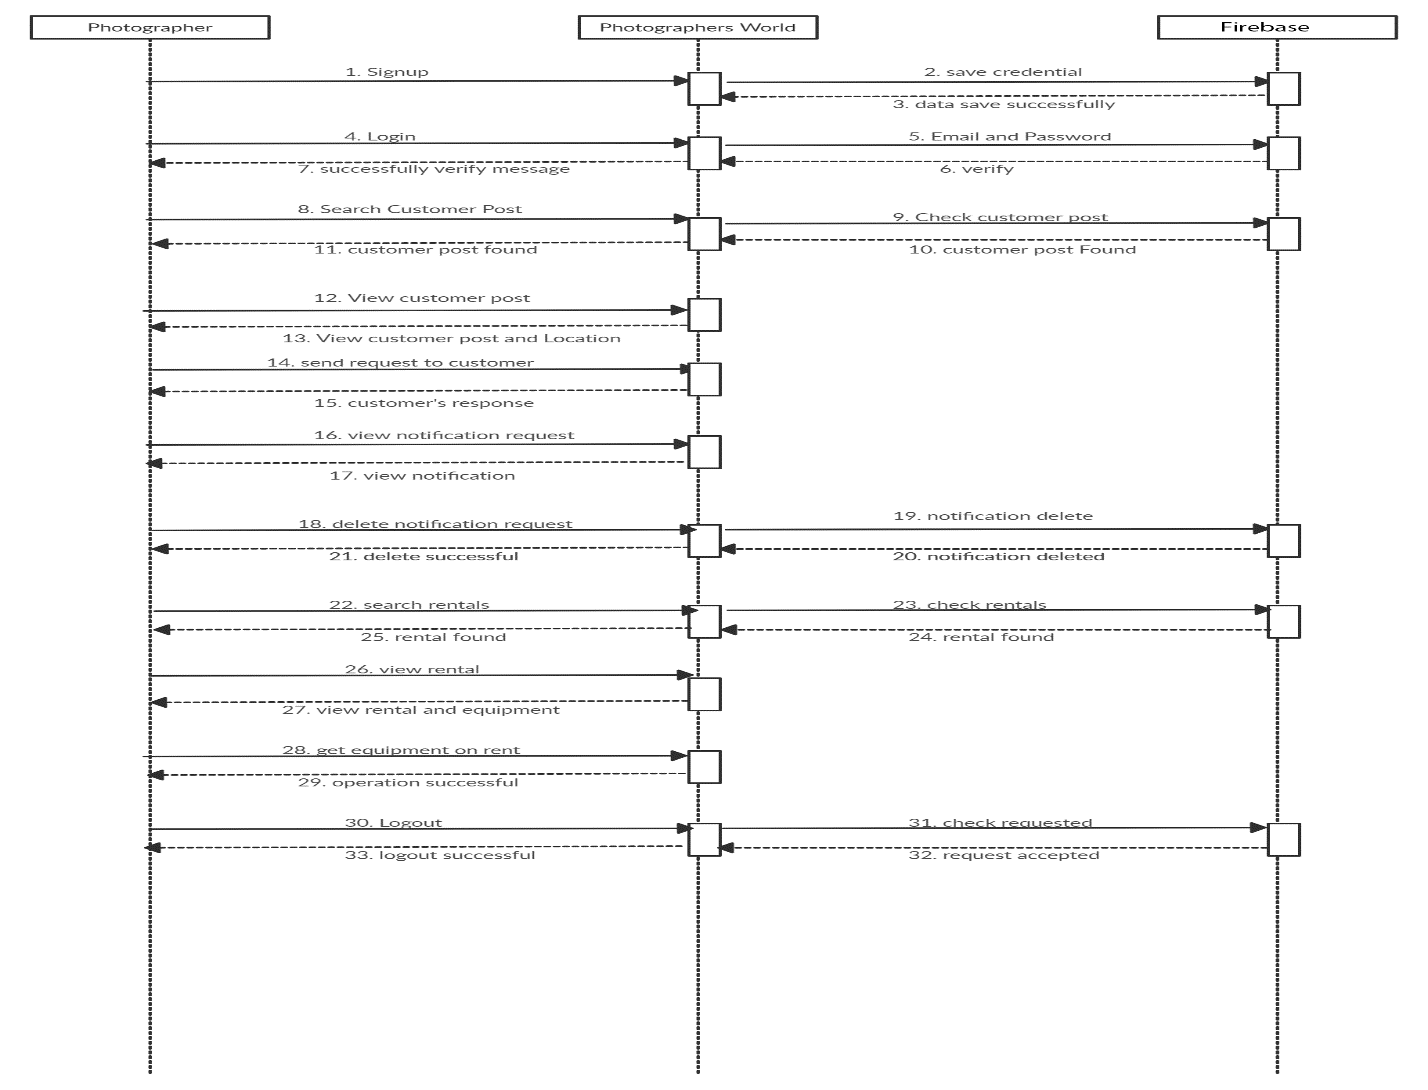 Photographer
Photographers World
Firebase
1. Signup
2. save credential
3. data save successfully
4. Login
5. Email and Password
6. verify
7. successfully verify message
8. Search Customer Post
9. Check customer post
10. customer post Found
11. customer post found
12. View customer post
13. View customer post and Location
14. send request to customer
15. customer's response
16. view notification request
17. view notification
18. delete notification request
19. notification delete
20. notification deleted
21. delete successful
22. search rentals
23. check rentals
24. rental found
25. rental found
26. view rental
27. view rental and equipment
28. get equipment on rent
29. operation successful
30. Logout
31. check requested
32. request accepted
33. logout successful